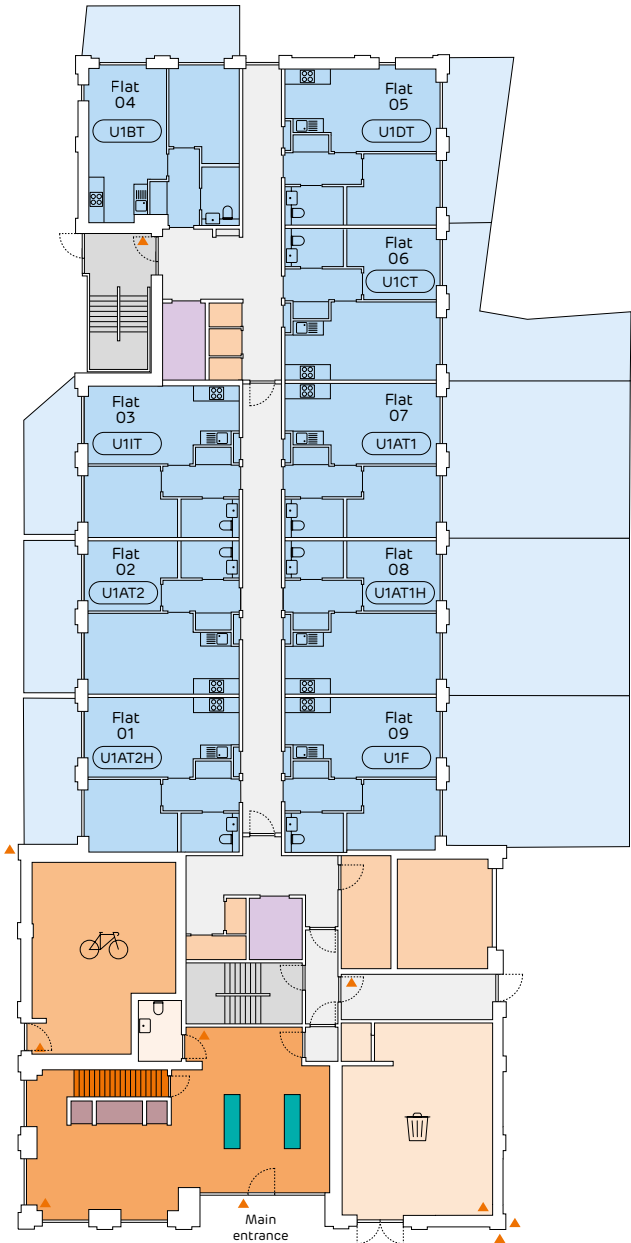 Flat
04
U1BT
Flat
05
U1DT
Flat
06
U1CT
Flat
03
U1IT
Flat
07
U1AT1
Flat
02
U1AT2
Flat
08
U1AT1H
Flat
01
U1AT2H
Flat
09
U1F
Main
entrance